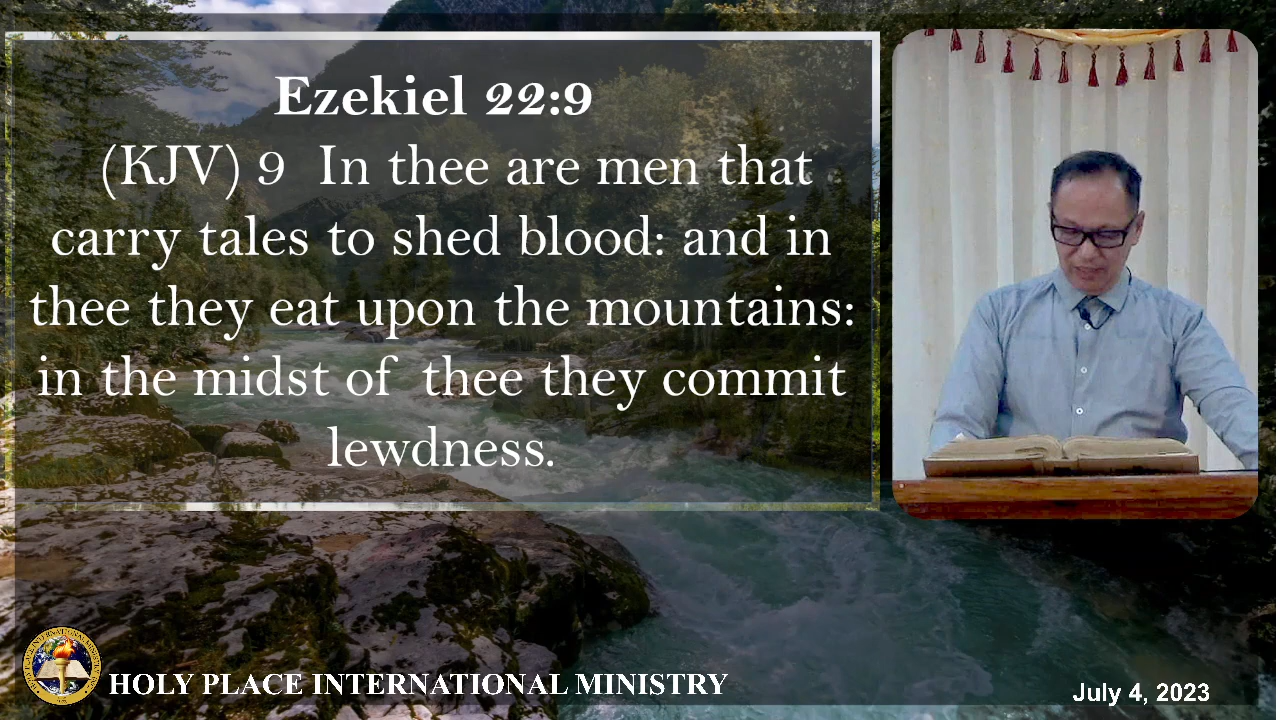 Ezekiel 22:9
(KJV) 9 In thee are men that
carry tales to shed blood: and in
thee they eat upon the mountains:
in the midst of thee they commit
lewdness.
HOLY PLACE INTERNATIONAL MINISTRY
July 4, 2023